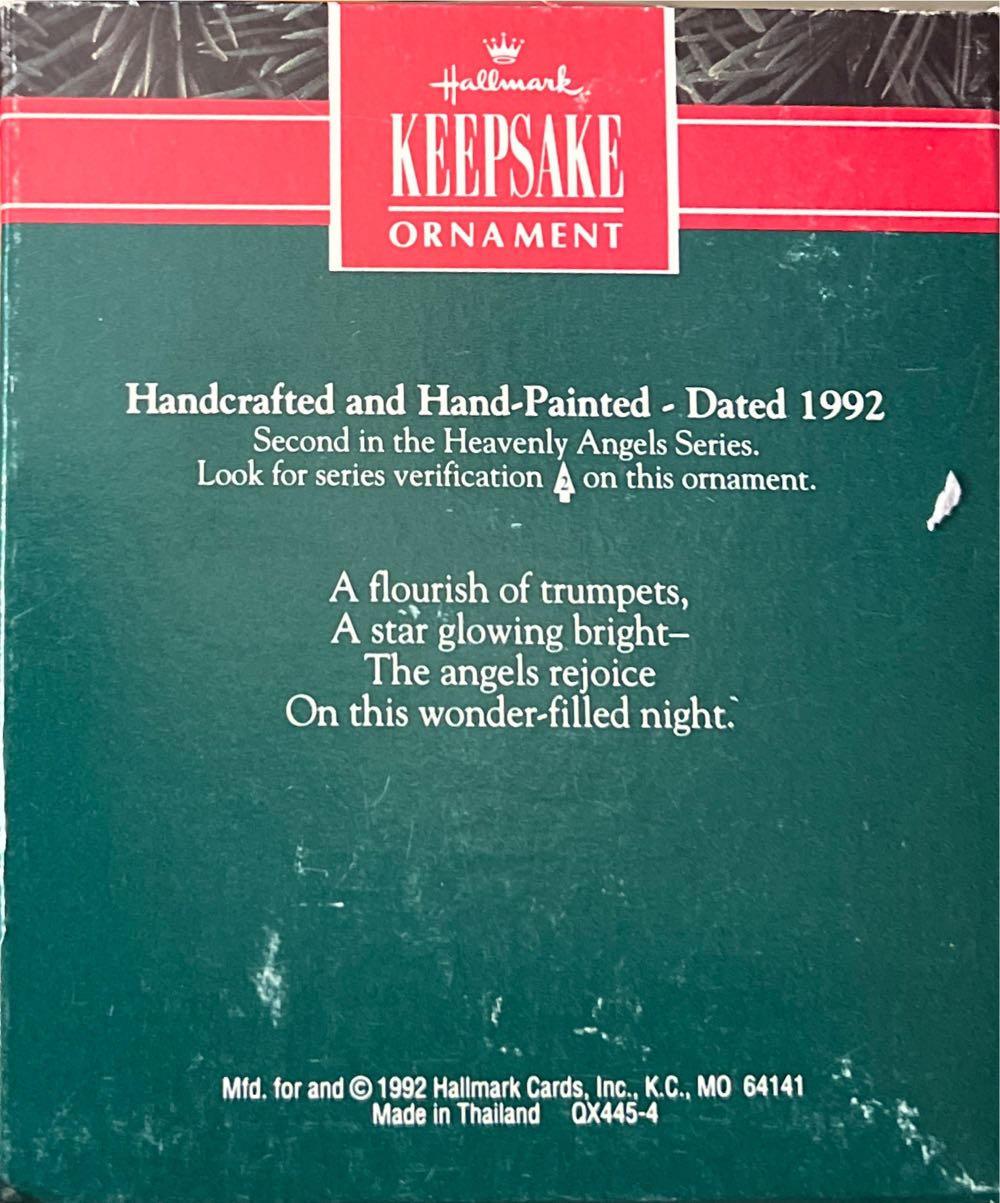 Hallmark
KEEPSAKE
ORNAMENT
Handcrafted and Hand-Painted - Dated 1992
Second in the Heavenly Angels Series.
Look for series verification 2 on this ornament.
A flourish of trumpets,
A star glowing bright–
The angels rejoice
On this wonder-filled night.
Mfd. for and © 1992 Hallmark Cards, Inc., K.C., MO 64141
Made in Thailand QX445-4